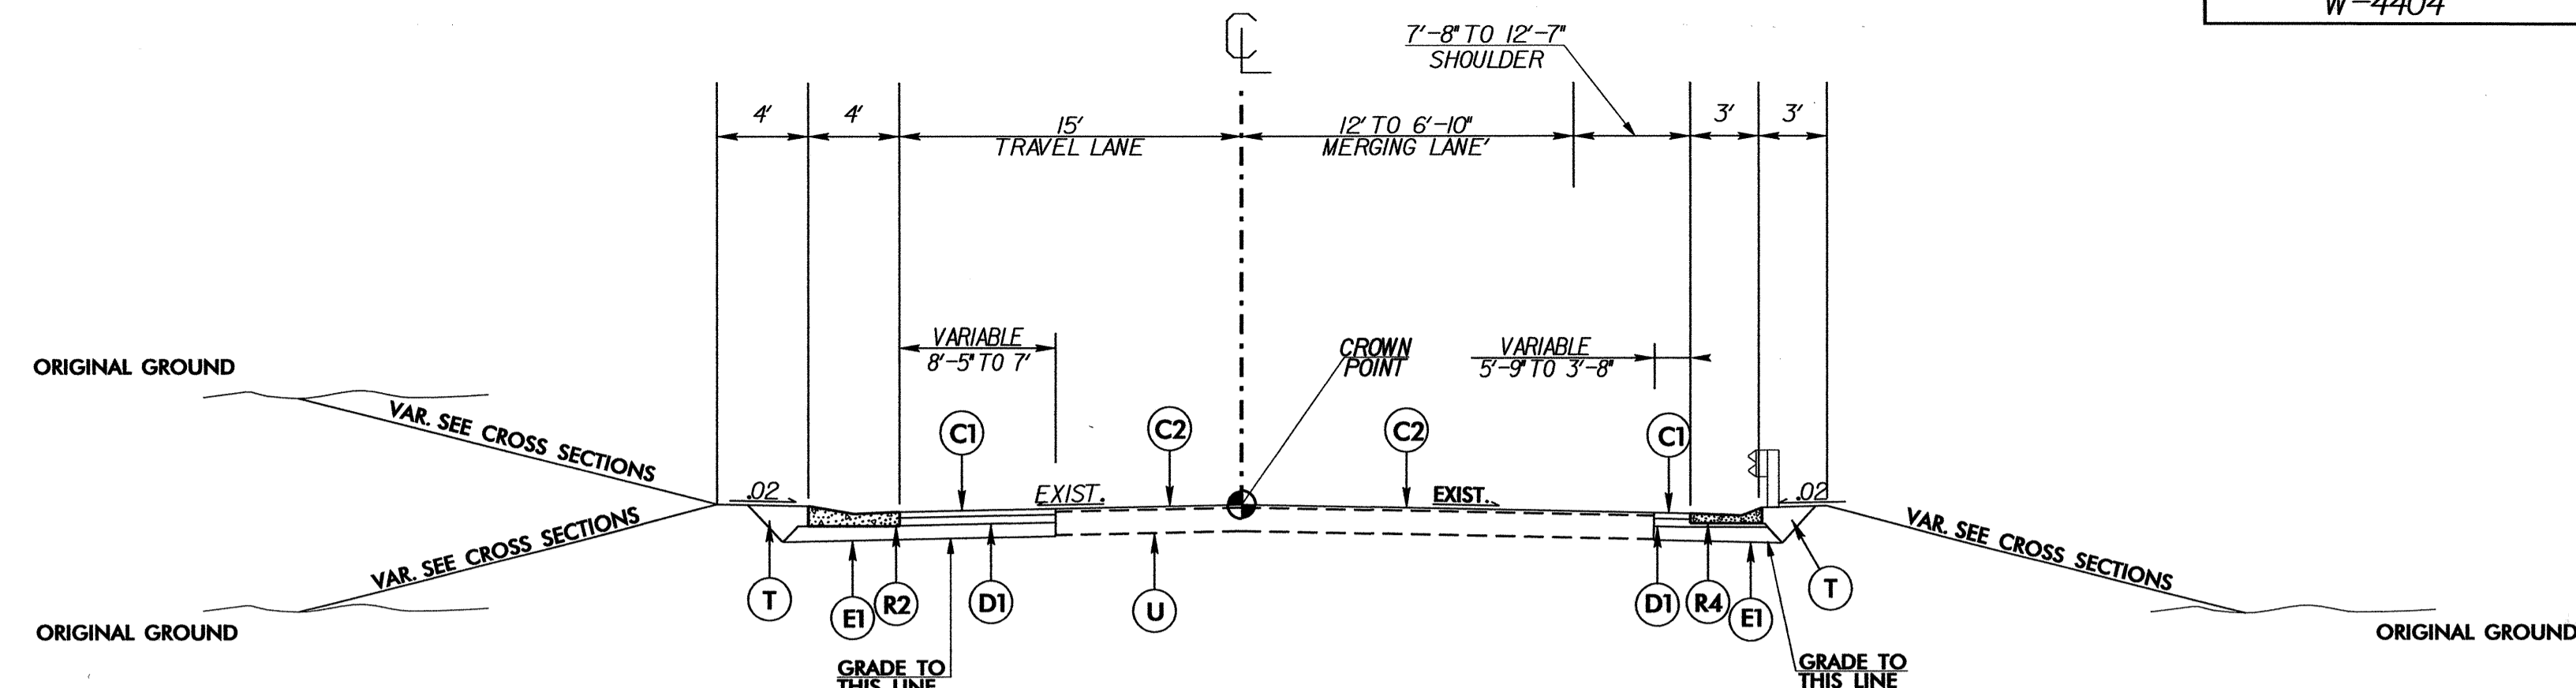 W-4404
CL
7'-8" TO 12'-7"
SHOULDER
4'
4'
15'
TRAVEL LANE
12' TO 6'-10"
MERGING LANE'
3'
3'
VARIABLE
8'-5" TO 7'
CROWN
POINT
VARIABLE
5'-9" TO 3'-8"
ORIGINAL GROUND
VAR. SEE CROSS SECTIONS
C1
C2
C2
C1
.02
EXIST.
EXIST.
.02
VAR. SEE CROSS SECTIONS
VAR. SEE CROSS SECTIONS
T
E1
R2
D1
U
D1
R4
E1
T
ORIGINAL GROUND
ORIGINAL GROUND
GRADE TO
THIS LINE
GRADE TO
THIS LINE